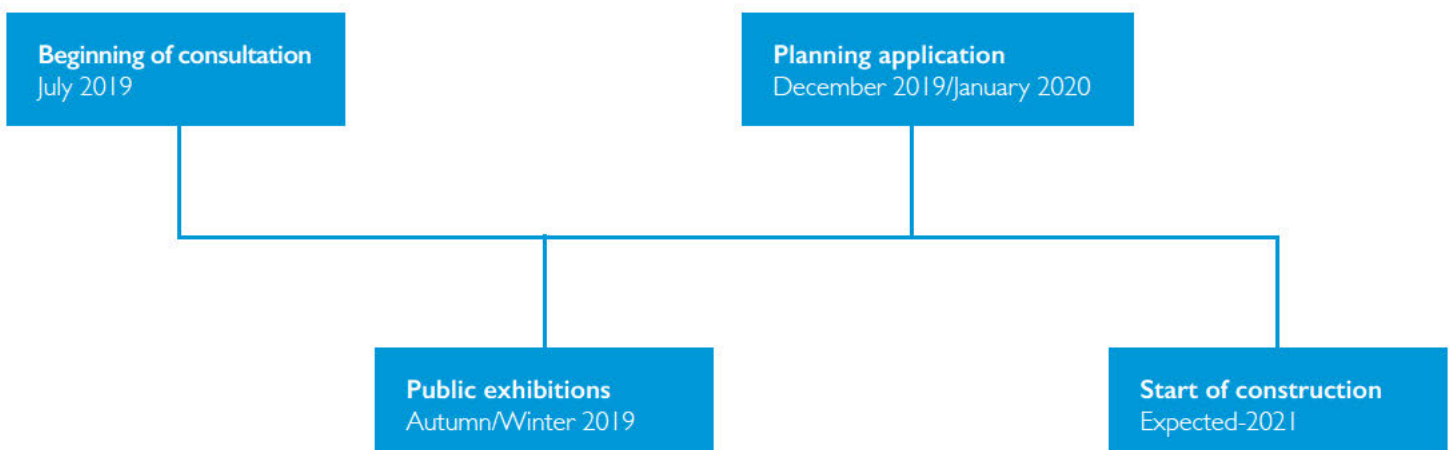 Beginning of consultation
July 2019
Planning application
December 2019/January 2020
Public exhibitions
Autumn/Winter 2019
Start of construction
Expected-2021